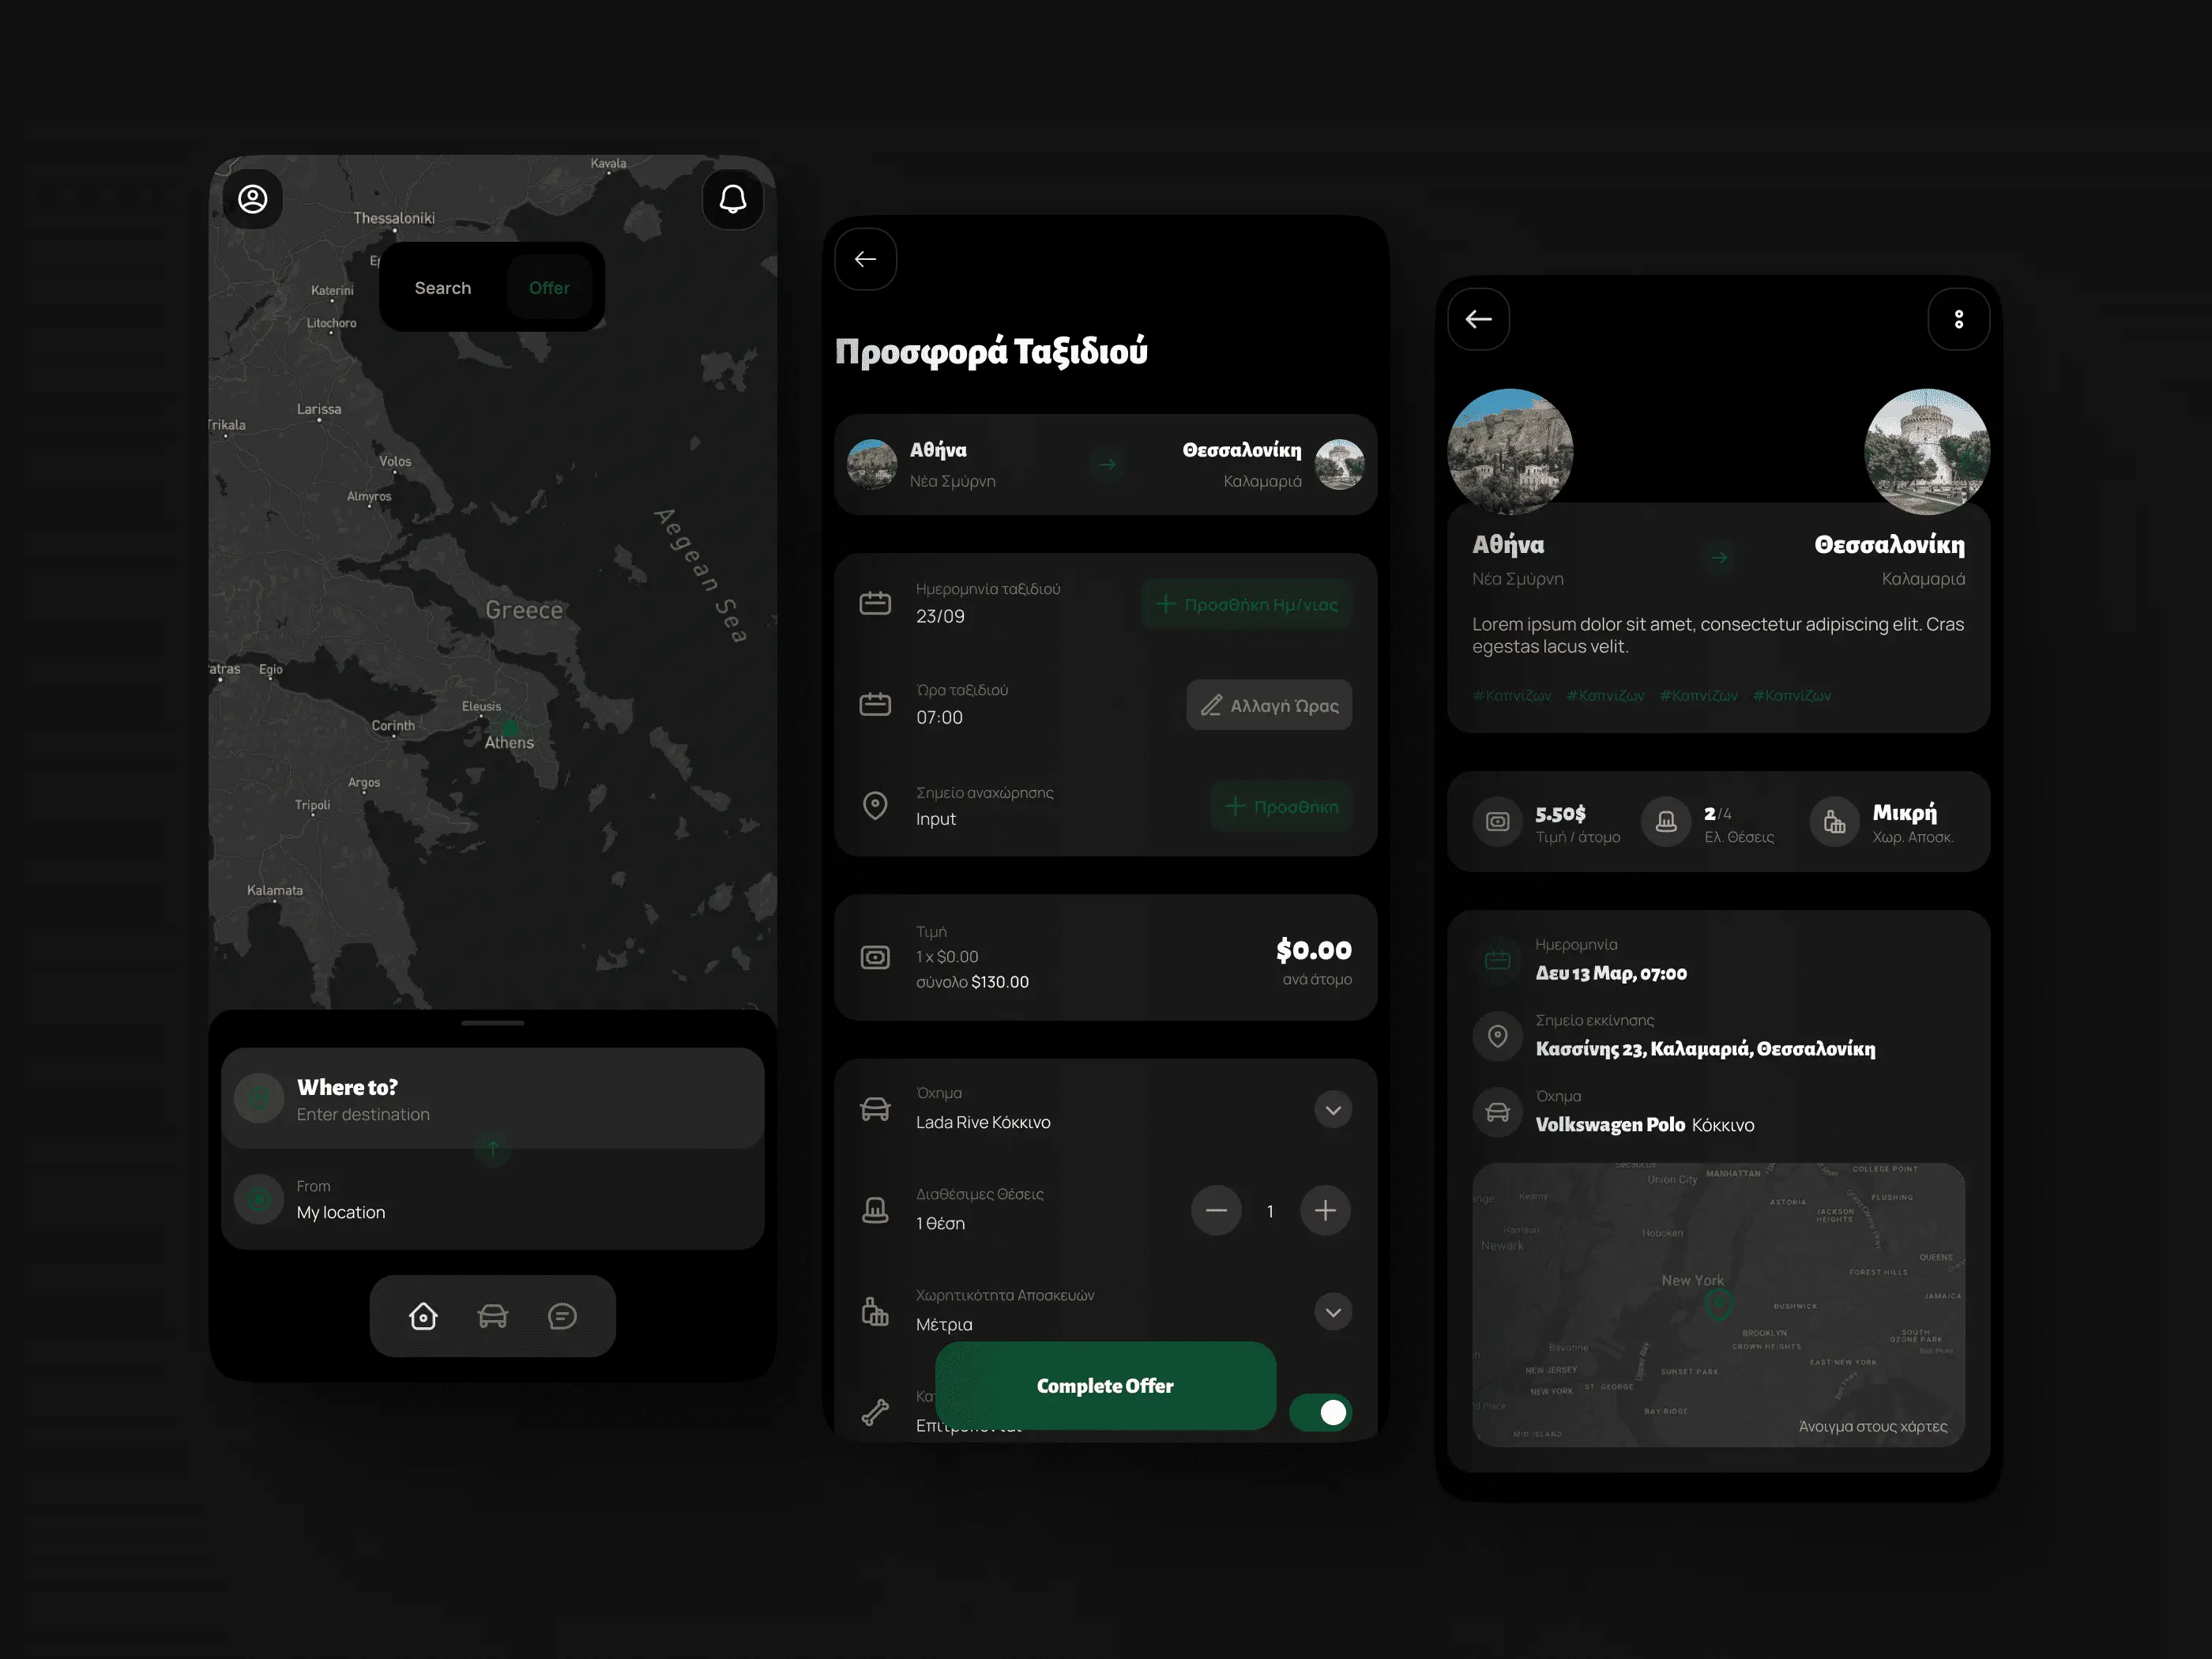 Kavala
Thessaloniki
Search
Offer
Katerini
Litochoro
Larissa
Trikala
Volos
Almyros
Aegean Sea
Greece
atras
Egio
Eleusis
Corinth
Athens
Argos
Tripoli
Kalamata
Where to?
Enter destination
From
My location
Προσφορά Ταξιδιού
Αθήνα
Νέα Σμύρνη
Θεσσαλονίκη
Καλαμαριά
Ημερομηνία ταξιδιού
23/09
Προσθήκη Ημ/νιας
Ώρα ταξιδιού
07:00
Αλλαγή Ώρας
Σημείο αναχώρησης
Input
Προσθήκη
Τιμή
1 x $0.00
σύνολο $130.00
$0.00
ανά άτομο
Όχημα
Lada Rive Κόκκινο
Διαθέσιμες Θέσεις
1 θέση
1
Χωρητικότητα Αποσκευών
Μέτρια
Complete Offer
Αθήνα
Νέα Σμύρνη
Θεσσαλονίκη
Καλαμαριά
Lorem ipsum dolor sit amet, consectetur adipiscing elit. Cras
egestas lacus velit.
#Καπνίζων #Καπνίζων #Καπνίζων #Καπνίζων
5.50$
Τιμή / άτομο
2/4
Ελ. Θέσεις
Μικρή
Χωρ. Αποσκ.
Ημερομηνία
Δευ 13 Μαρ, 07:00
Σημείο εκκίνησης
Κασσίνης 23, Καλαμαριά, Θεσσαλονίκη
Όχημα
Volkswagen Polo Κόκκινο
Secaucus
Union City
MANHATTAN
COLLEGE POINT
ange
Kearny
ASTORIA
FLUSHING
JACKSON
HEIGHTS
Harrison
Newark
Hoboken
QUEENS
FOREST HILLS
New York
JAMAICA
BUSHWICK
BROOKLYN
CROWN HEIGHTS
SOUTH
OZONE PARK
Bayonne
EAST NEW YORK
NEW JERSEY
NEW YORK
Upper Bay
SUNSET PARK
ST. GEORGE
BAY RIDGE
MID ISLAND
Άνοιγμα στους χάρτες